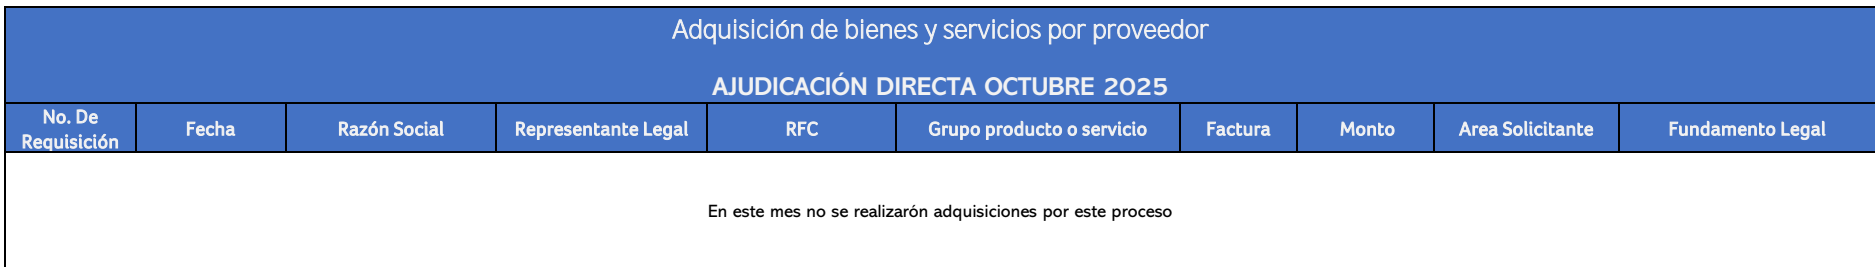 Adquisición de bienes y servicios por proveedor
AJUDICACIÓN DIRECTA OCTUBRE 2025
No. De
Requisición
Fecha
Razón Social
Representante Legal
RFC
Grupo producto o servicio
Factura
Monto
Area Solicitante
Fundamento Legal
En este mes no se realizarón adquisiciones por este proceso